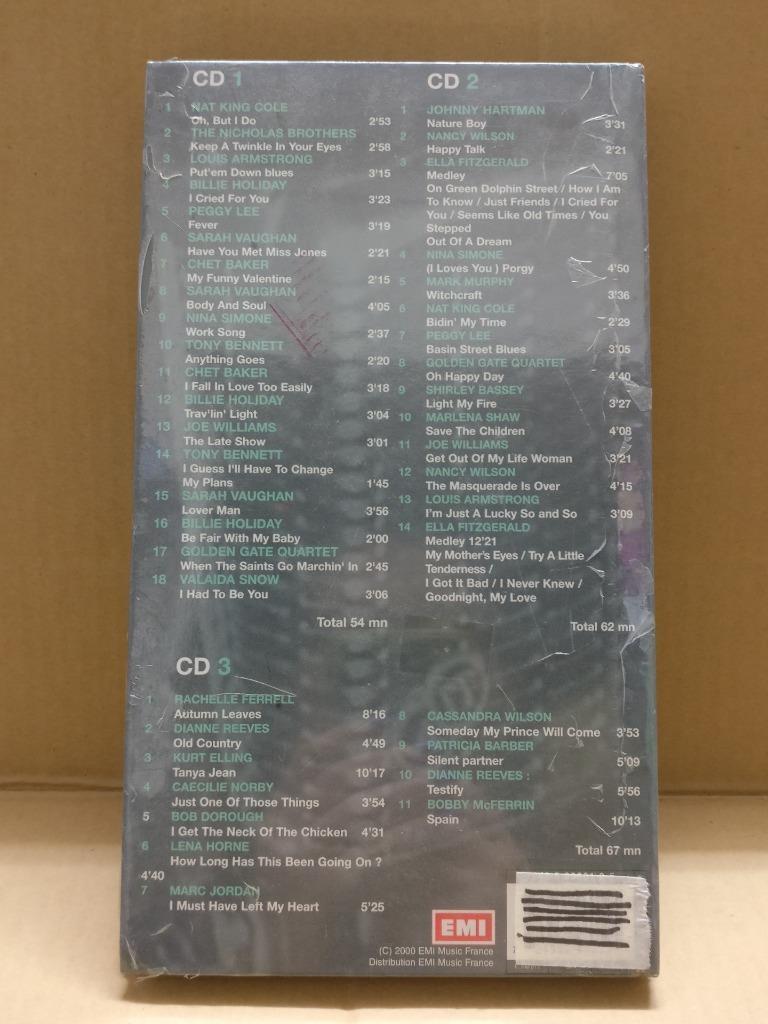 CD 1
1 NAT KING COLE
Oh, But I Do 2'53
2 THE NICHOLAS BROTHERS
Keep A Twinkle In Your Eyes 2'58
3 LOUIS ARMSTRONG
Put'em Down blues 3'15
4 BILLIE HOLIDAY
I Cried For You 3'23
5 PEGGY LEE
Fever 3'19
6 SARAH VAUGHAN
Have You Met Miss Jones 2'21
7 CHET BAKER
My Funny Valentine 2'15
8 SARAH VAUGHAN
Body And Soul 4'05
9 NINA SIMONE
Work Song 2'37
10 TONY BENNETT
Anything Goes 2'20
11 CHET BAKER
I Fall In Love Too Easily 3'18
12 BILLIE HOLIDAY
Trav'lin' Light 3'04
13 JOE WILLIAMS
The Late Show 3'01
14 TONY BENNETT
I Guess I'll Have To Change
My Plans 1'45
15 SARAH VAUGHAN
Lover Man 3'56
16 BILLIE HOLIDAY
Be Fair With My Baby 2'00
17 GOLDEN GATE QUARTET
When The Saints Go Marchin' In 2'45
18 VALAIDA SNOW
I Had To Be You 3'06
Total 54 mn
CD 2
1 JOHNNY HARTMAN
Nature Boy 3'31
2 NANCY WILSON
Happy Talk 2'21
3 ELLA FITZGERALD
Medley 7'05
On Green Dolphin Street / How I Am
To Know / Just Friends / I Cried For
You / Seems Like Old Times / You
Stepped
Out Of A Dream
4 NINA SIMONE
(I Loves You ) Porgy 4'50
5 MARK MURPHY
Witchcraft 3'36
6 NAT KING COLE
Bidin' My Time 2'29
7 PEGGY LEE
Basin Street Blues 3'05
8 GOLDEN GATE QUARTET
Oh Happy Day 4'40
9 SHIRLEY BASSEY
Light My Fire 3'27
10 MARLENA SHAW
Save The Children 4'08
11 JOE WILLIAMS
Get Out Of My Life Woman 3'21
12 NANCY WILSON
The Masquerade Is Over 4'15
13 LOUIS ARMSTRONG
I'm Just A Lucky So and So 3'09
14 ELLA FITZGERALD
Medley 12'21
My Mother's Eyes / Try A Little
Tenderness /
I Got It Bad / I Never Knew /
Goodnight, My Love
Total 62 mn
CD 3
1 RACHELLE FERRELL
Autumn Leaves 8'16
2 DIANNE REEVES
Old Country 4'49
3 KURT ELLING
Tanya Jean 10'17
4 CAECILIE NORBY
Just One Of Those Things 3'54
5 BOB DOROUGH
I Get The Neck Of The Chicken 4'31
6 LENA HORNE
How Long Has This Been Going On ?
4'40
7 MARC JORDAN
I Must Have Left My Heart 5'25
8 CASSANDRA WILSON
Someday My Prince Will Come 3'53
9 PATRICIA BARBER
Silent partner 5'09
10 DIANNE REEVES :
Testify 5'56
11 BOBBY McFERRIN
Spain 10'13
Total 67 mn
EMI
(C) 2000 EMI Music France
Distribution EMI Music France